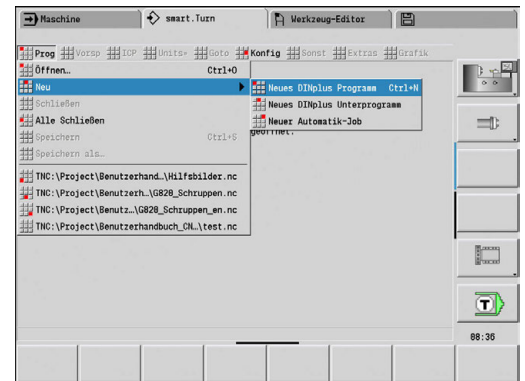 Maschine
smart.Turn
Werkzeug-Editor
Prog Vorsp ICP Units» Goto Konfig Sonst Extras Grafik
Öffnen… Ctrl+O
Neu
Neues DINplus Programm Ctrl+N
Schließen
Neues DINplus Unterprogramm
Alle Schließen
Neuer Automatik-Job
Speichern Ctrl+S
geöffnet.
Speichern als…
TNC:\Project\Benutzerhand…\Hilfsbilder.nc
TNC:\Project\Benutzerh…\G820_Schruppen.nc
TNC:\Project\Benutz…\G820_Schruppen_en.nc
TNC:\Project\Benutzerhandbuch_CN…\test.nc
T
08:36